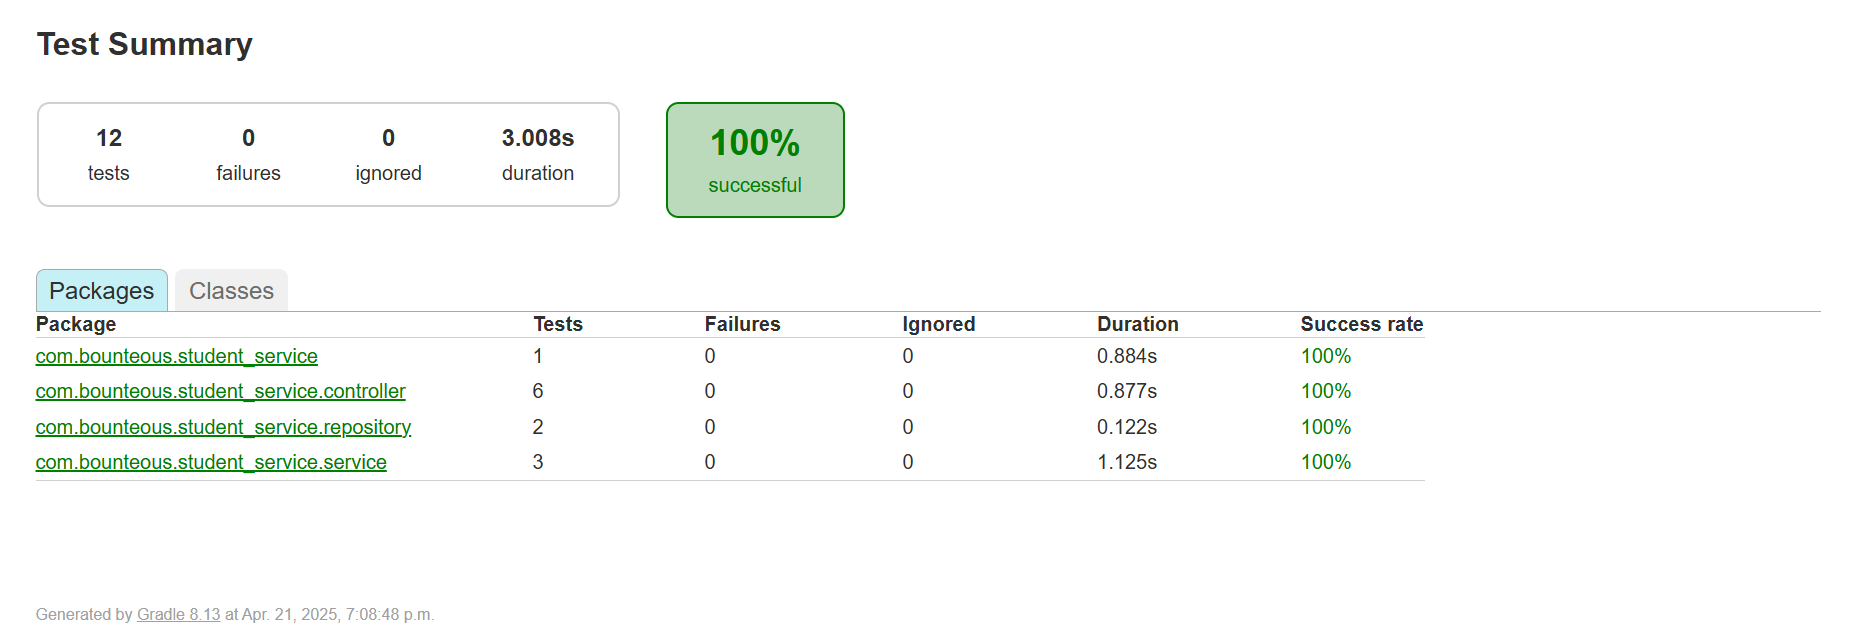 Test Summary
12 0 0 3.008s
tests failures ignored duration
100%
successful
Packages Classes
Package Tests Failures Ignored Duration Success rate
com.bounteous.student_service 1 0 0 0.884s 100%
com.bounteous.student_service.controller 6 0 0 0.877s 100%
com.bounteous.student_service.repository 2 0 0 0.122s 100%
com.bounteous.student_service.service 3 0 0 1.125s 100%
Generated by Gradle 8.13 at Apr. 21, 2025, 7:08:48 p.m.